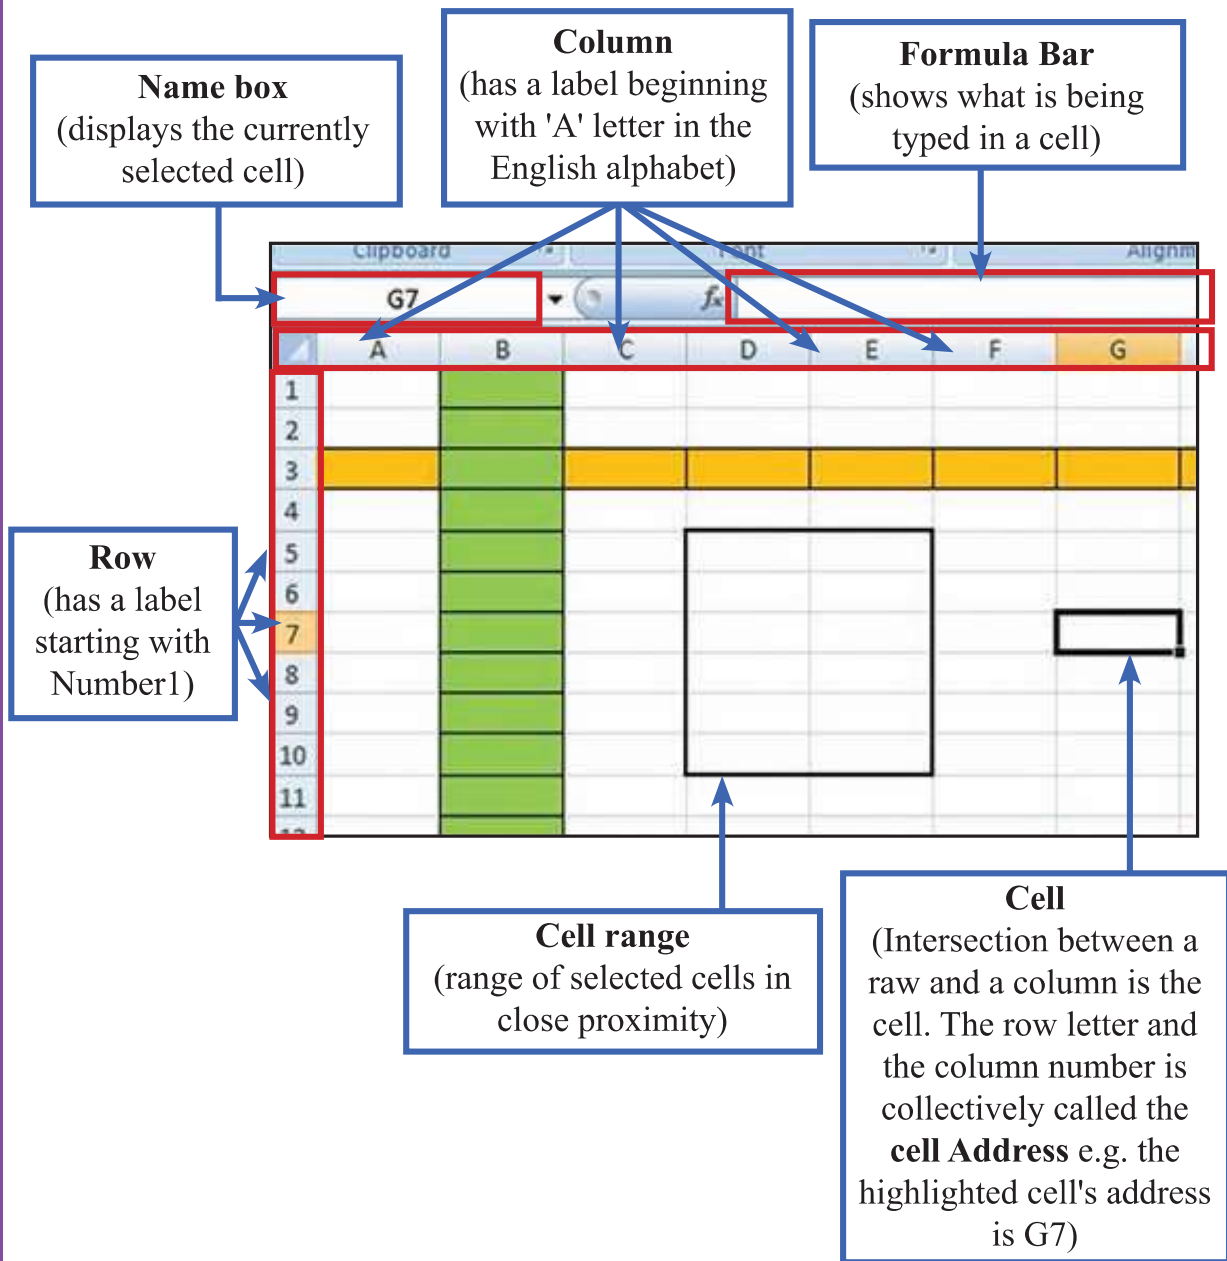 Name box
(displays the currently
selected cell)
Column
(has a label beginning
with 'A' letter in the
English alphabet)
Formula Bar
(shows what is being
typed in a cell)
Clipboard Font Alignm
G7 fx
A B C D E F G
1
2
3
4
5
6
7
8
9
10
11
12
Row
(has a label
starting with
Number1)
Cell range
(range of selected cells in
close proximity)
Cell
(Intersection between a
raw and a column is the
cell. The row letter and
the column number is
collectively called the
cell Address e.g. the
highlighted cell's address
is G7)